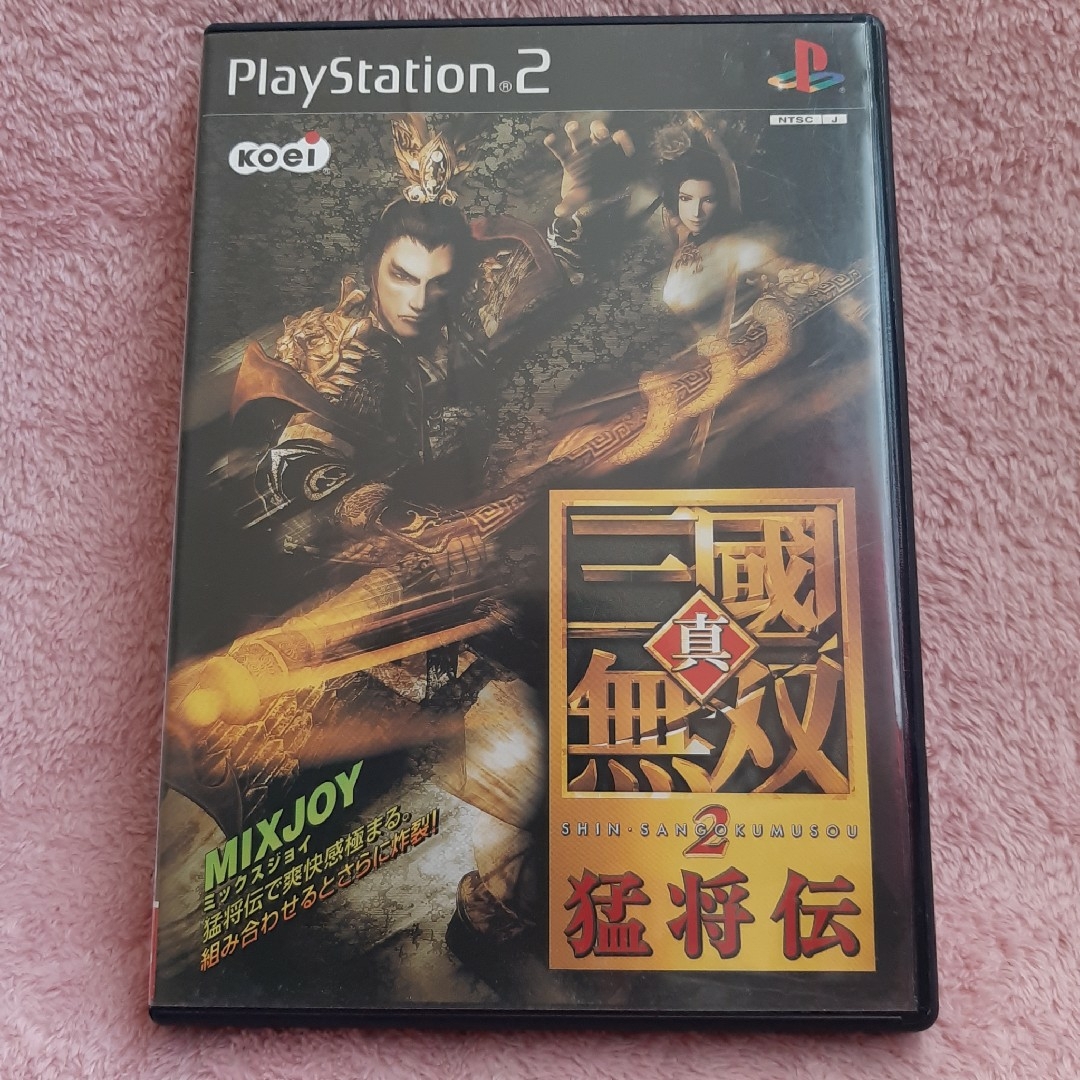 PlayStation®2
NTSC J
KOEI
三國
真
無双
SHIN・SANGOKUMUSOU
2
猛将伝
MIXJOY
ミックスジョイ
猛将伝で爽快感極まる。
組み合わせるとさらに炸裂!